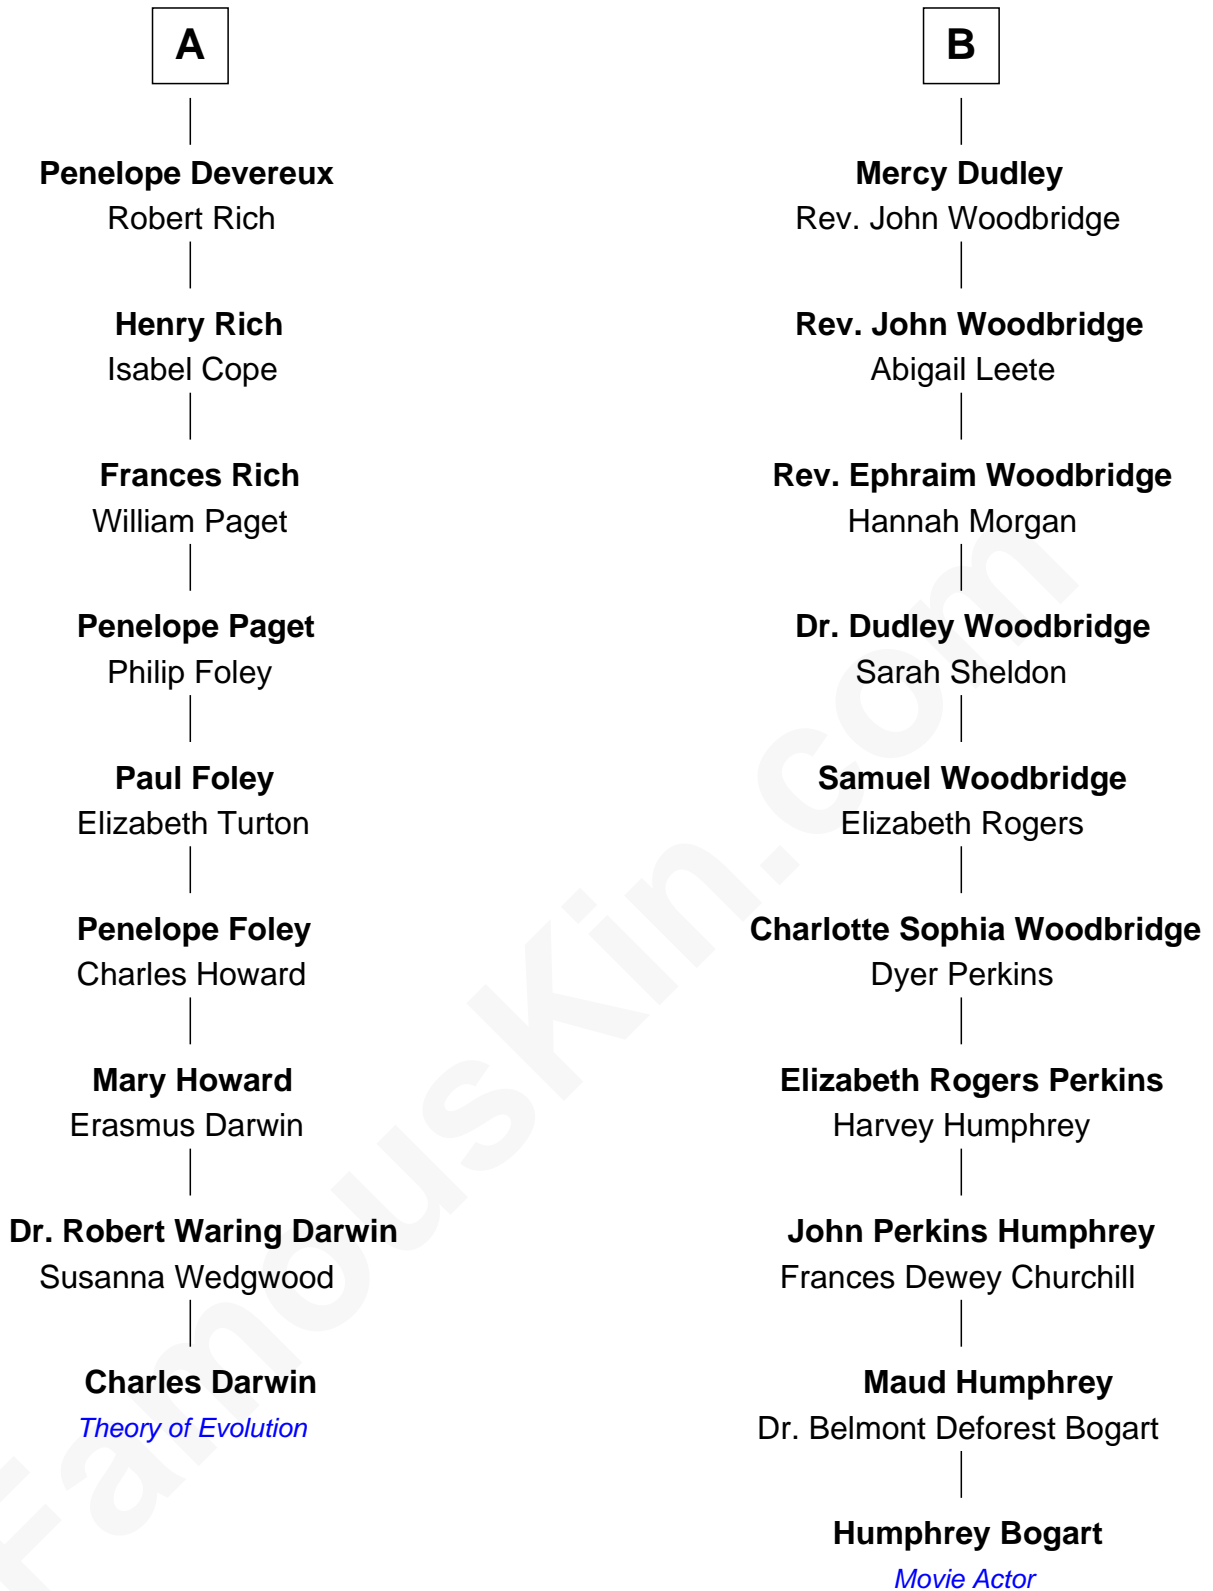 A
Penelope Devereux
Robert Rich
Henry Rich
Isabel Cope
Frances Rich
William Paget
Penelope Paget
Philip Foley
Paul Foley
Elizabeth Turton
Penelope Foley
Charles Howard
Mary Howard
Erasmus Darwin
Dr. Robert Waring Darwin
Susanna Wedgwood
Charles Darwin
Theory of Evolution
B
Mercy Dudley
Rev. John Woodbridge
Rev. John Woodbridge
Abigail Leete
Rev. Ephraim Woodbridge
Hannah Morgan
Dr. Dudley Woodbridge
Sarah Sheldon
Samuel Woodbridge
Elizabeth Rogers
Charlotte Sophia Woodbridge
Dyer Perkins
Elizabeth Rogers Perkins
Harvey Humphrey
John Perkins Humphrey
Frances Dewey Churchill
Maud Humphrey
Dr. Belmont Deforest Bogart
Humphrey Bogart
Movie Actor
FamousKin.com